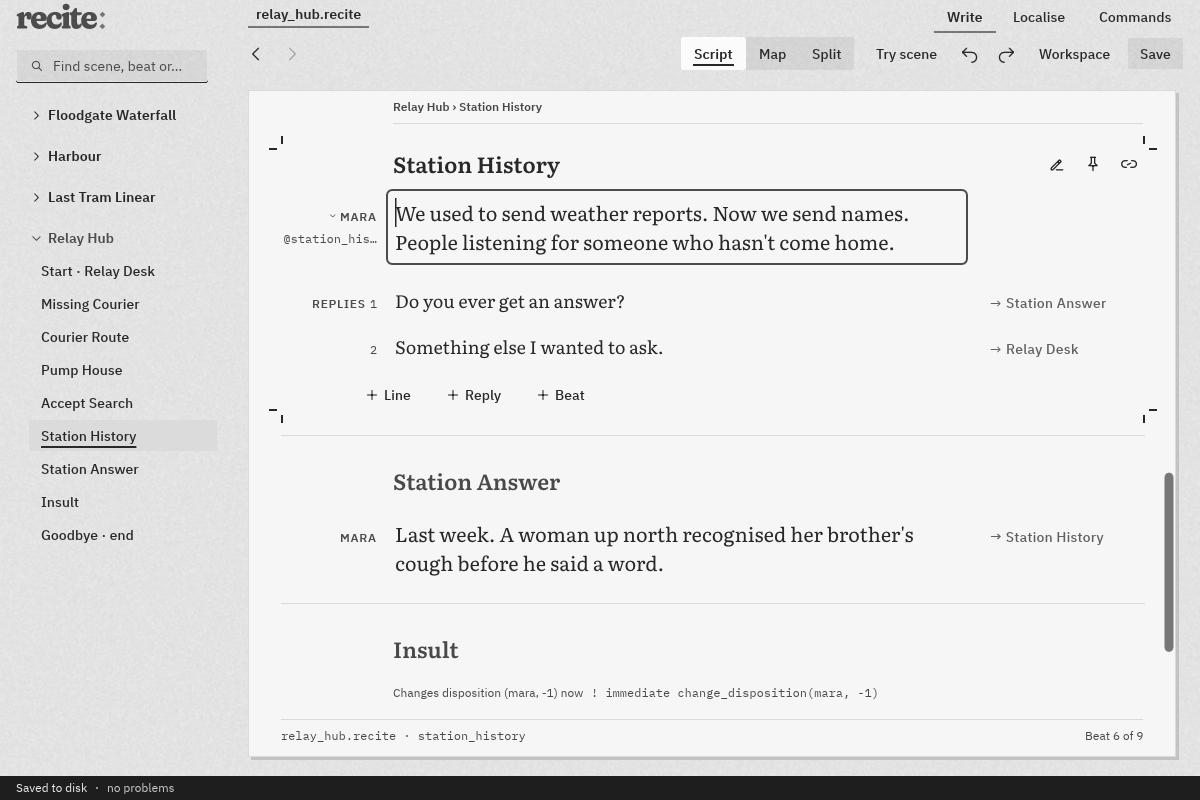 recite:
relay_hub.recite
Write
Localise
Commands
Find scene, beat or...
Script
Map
Split
Try scene
Workspace
Save
Floodgate Waterfall
Harbour
Last Tram Linear
Relay Hub
Start · Relay Desk
Missing Courier
Courier Route
Pump House
Accept Search
Station History
Station Answer
Insult
Goodbye · end
Relay Hub › Station History
Station History
MARA
@station_his…
We used to send weather reports. Now we send names.
People listening for someone who hasn't come home.
REPLIES 1
Do you ever get an answer?
→ Station Answer
2
Something else I wanted to ask.
→ Relay Desk
+ Line
+ Reply
+ Beat
Station Answer
MARA
Last week. A woman up north recognised her brother's
cough before he said a word.
→ Station History
Insult
Changes disposition (mara, -1) now ! immediate change_disposition(mara, -1)
relay_hub.recite · station_history
Beat 6 of 9
Saved to disk · no problems